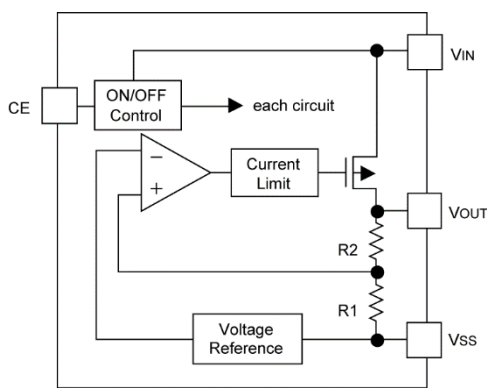 VIN
CE
ON/OFF
Control
each circuit
−
+
Current
Limit
VOUT
R2
R1
Voltage
Reference
VSS